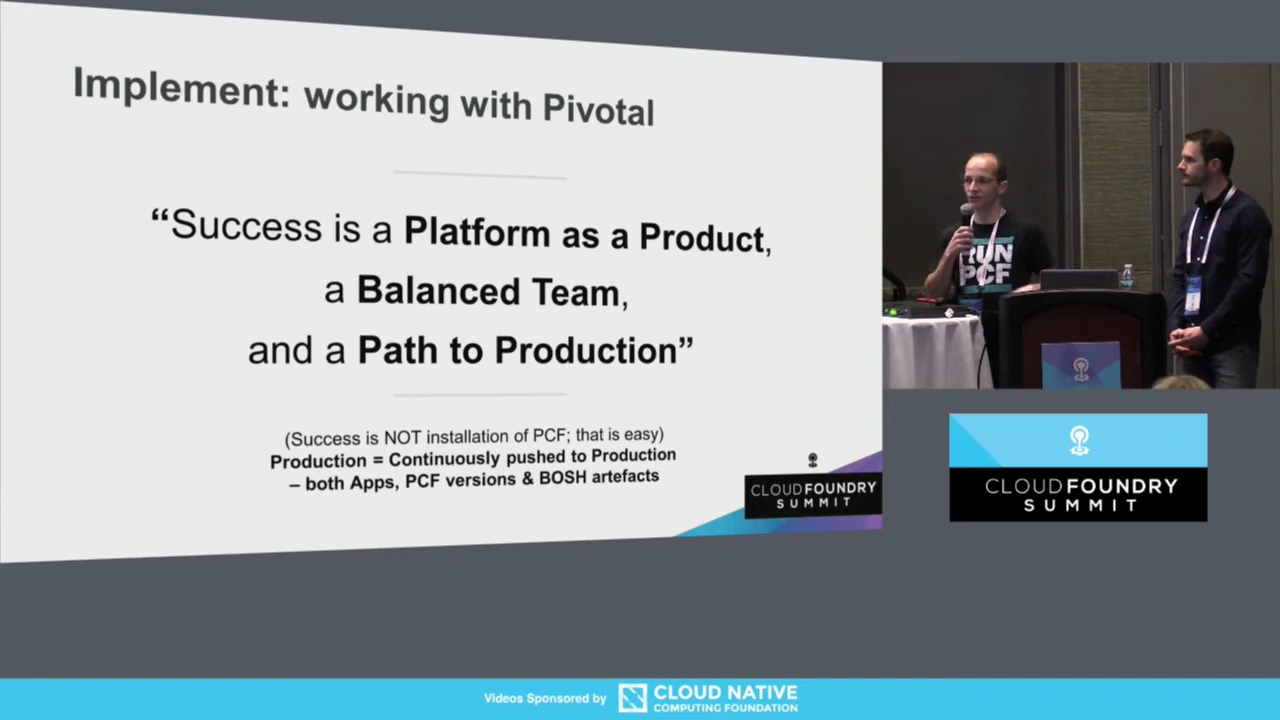 Implement: working with Pivotal
“Success is a Platform as a Product,
a Balanced Team,
and a Path to Production”
(Success is NOT installation of PCF; that is easy)
Production = Continuously pushed to Production
– both Apps, PCF versions & BOSH artefacts
CLOUDFOUNDRY
SUMMIT
RUN
PCF
CLOUDFOUNDRY
SUMMIT
Videos Sponsored by
CLOUD NATIVE
COMPUTING FOUNDATION